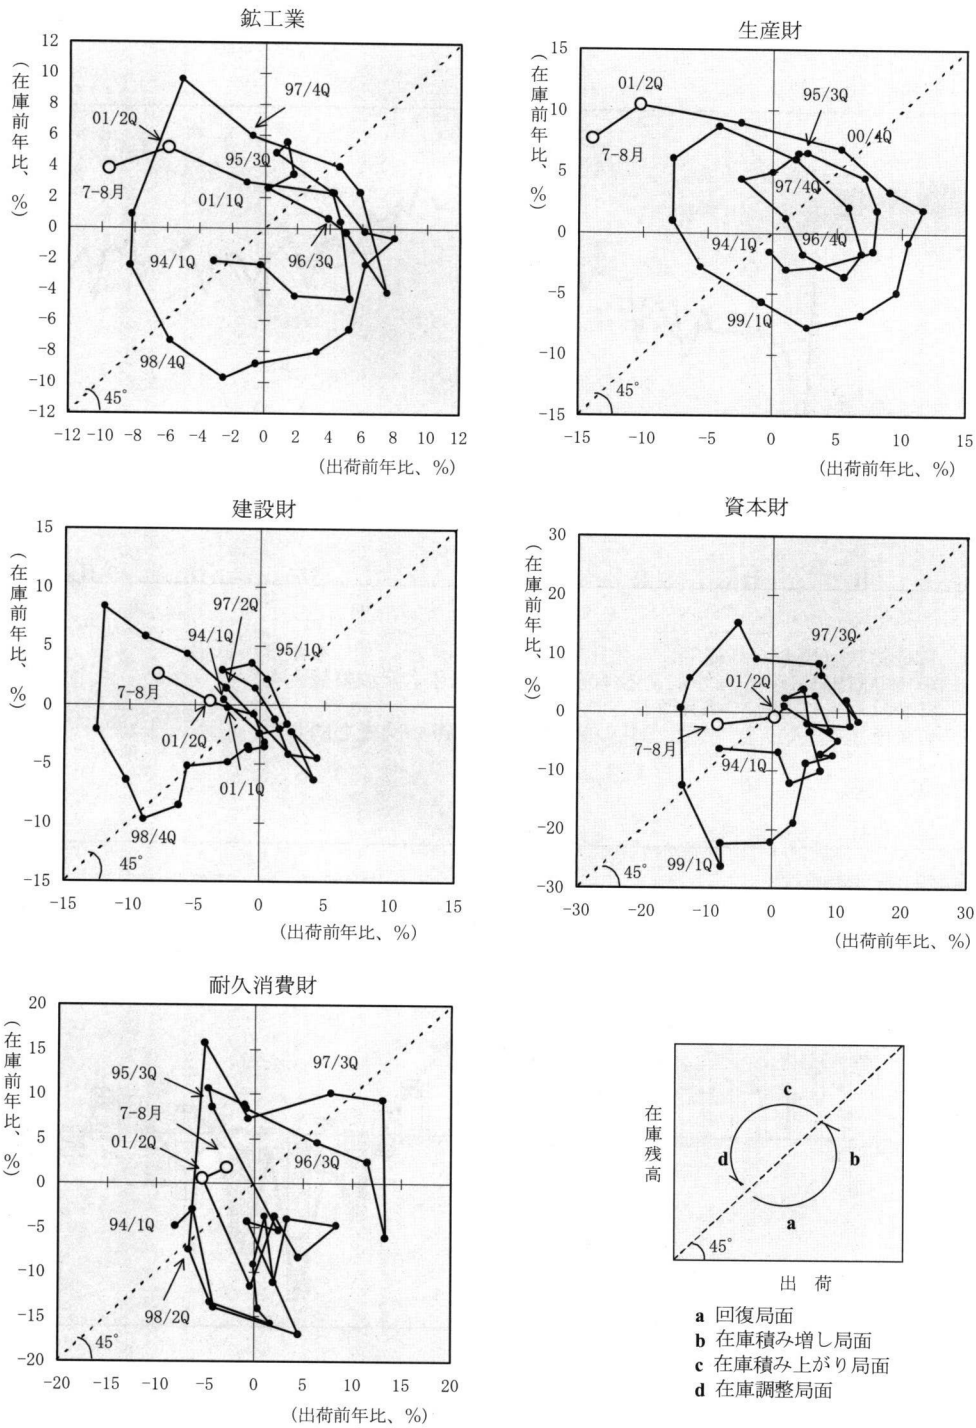 鉱工業
(在庫前年比、%)
12
10
8
6
4
2
0
-2
-4
-6
-8
-10
-12
97/4Q
01/2Q
95/3Q
7-8月
01/1Q
94/1Q
96/3Q
98/4Q
45°
-12 -10 -8 -6 -4 -2 0 2 4 6 8 10 12
(出荷前年比、%)
生産財
(在庫前年比、%)
15
10
5
0
-5
-10
-15
01/2Q
95/3Q
00/4Q
7-8月
97/4Q
94/1Q
96/4Q
99/1Q
45°
-15 -10 -5 0 5 10 15
(出荷前年比、%)
建設財
(在庫前年比、%)
15
10
5
0
-5
-10
-15
97/2Q
94/1Q
95/1Q
7-8月
01/2Q
01/1Q
98/4Q
45°
-15 -10 -5 0 5 10 15
(出荷前年比、%)
資本財
(在庫前年比、%)
30
20
10
0
-10
-20
-30
97/3Q
01/2Q
7-8月
94/1Q
99/1Q
45°
-30 -20 -10 0 10 20 30
(出荷前年比、%)
耐久消費財
(在庫前年比、%)
20
15
10
5
0
-5
-10
-15
-20
97/3Q
95/3Q
7-8月
01/2Q
96/3Q
94/1Q
98/2Q
45°
-20 -15 -10 -5 0 5 10 15 20
(出荷前年比、%)
在庫残高
c
d
b
a
45°
出 荷
a 回復局面
b 在庫積み増し局面
c 在庫積み上がり局面
d 在庫調整局面